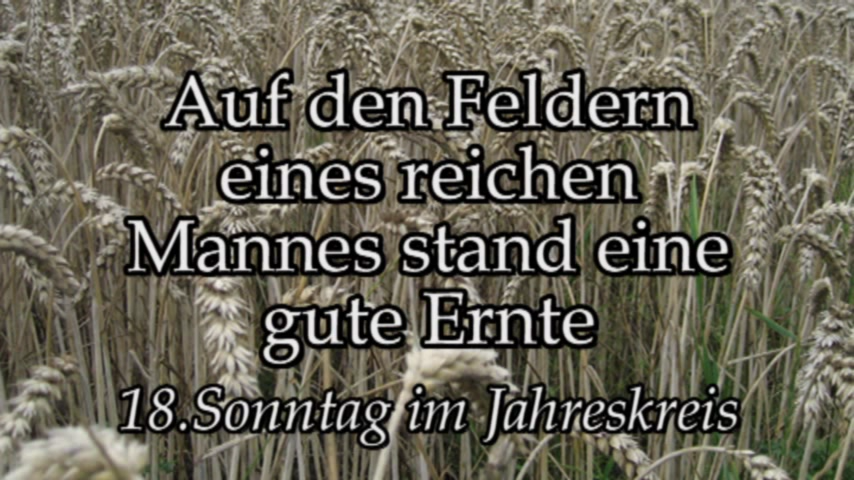 Auf den Feldern
eines reichen
Mannes stand eine
gute Ernte
18.Sonntag im Jahreskreis